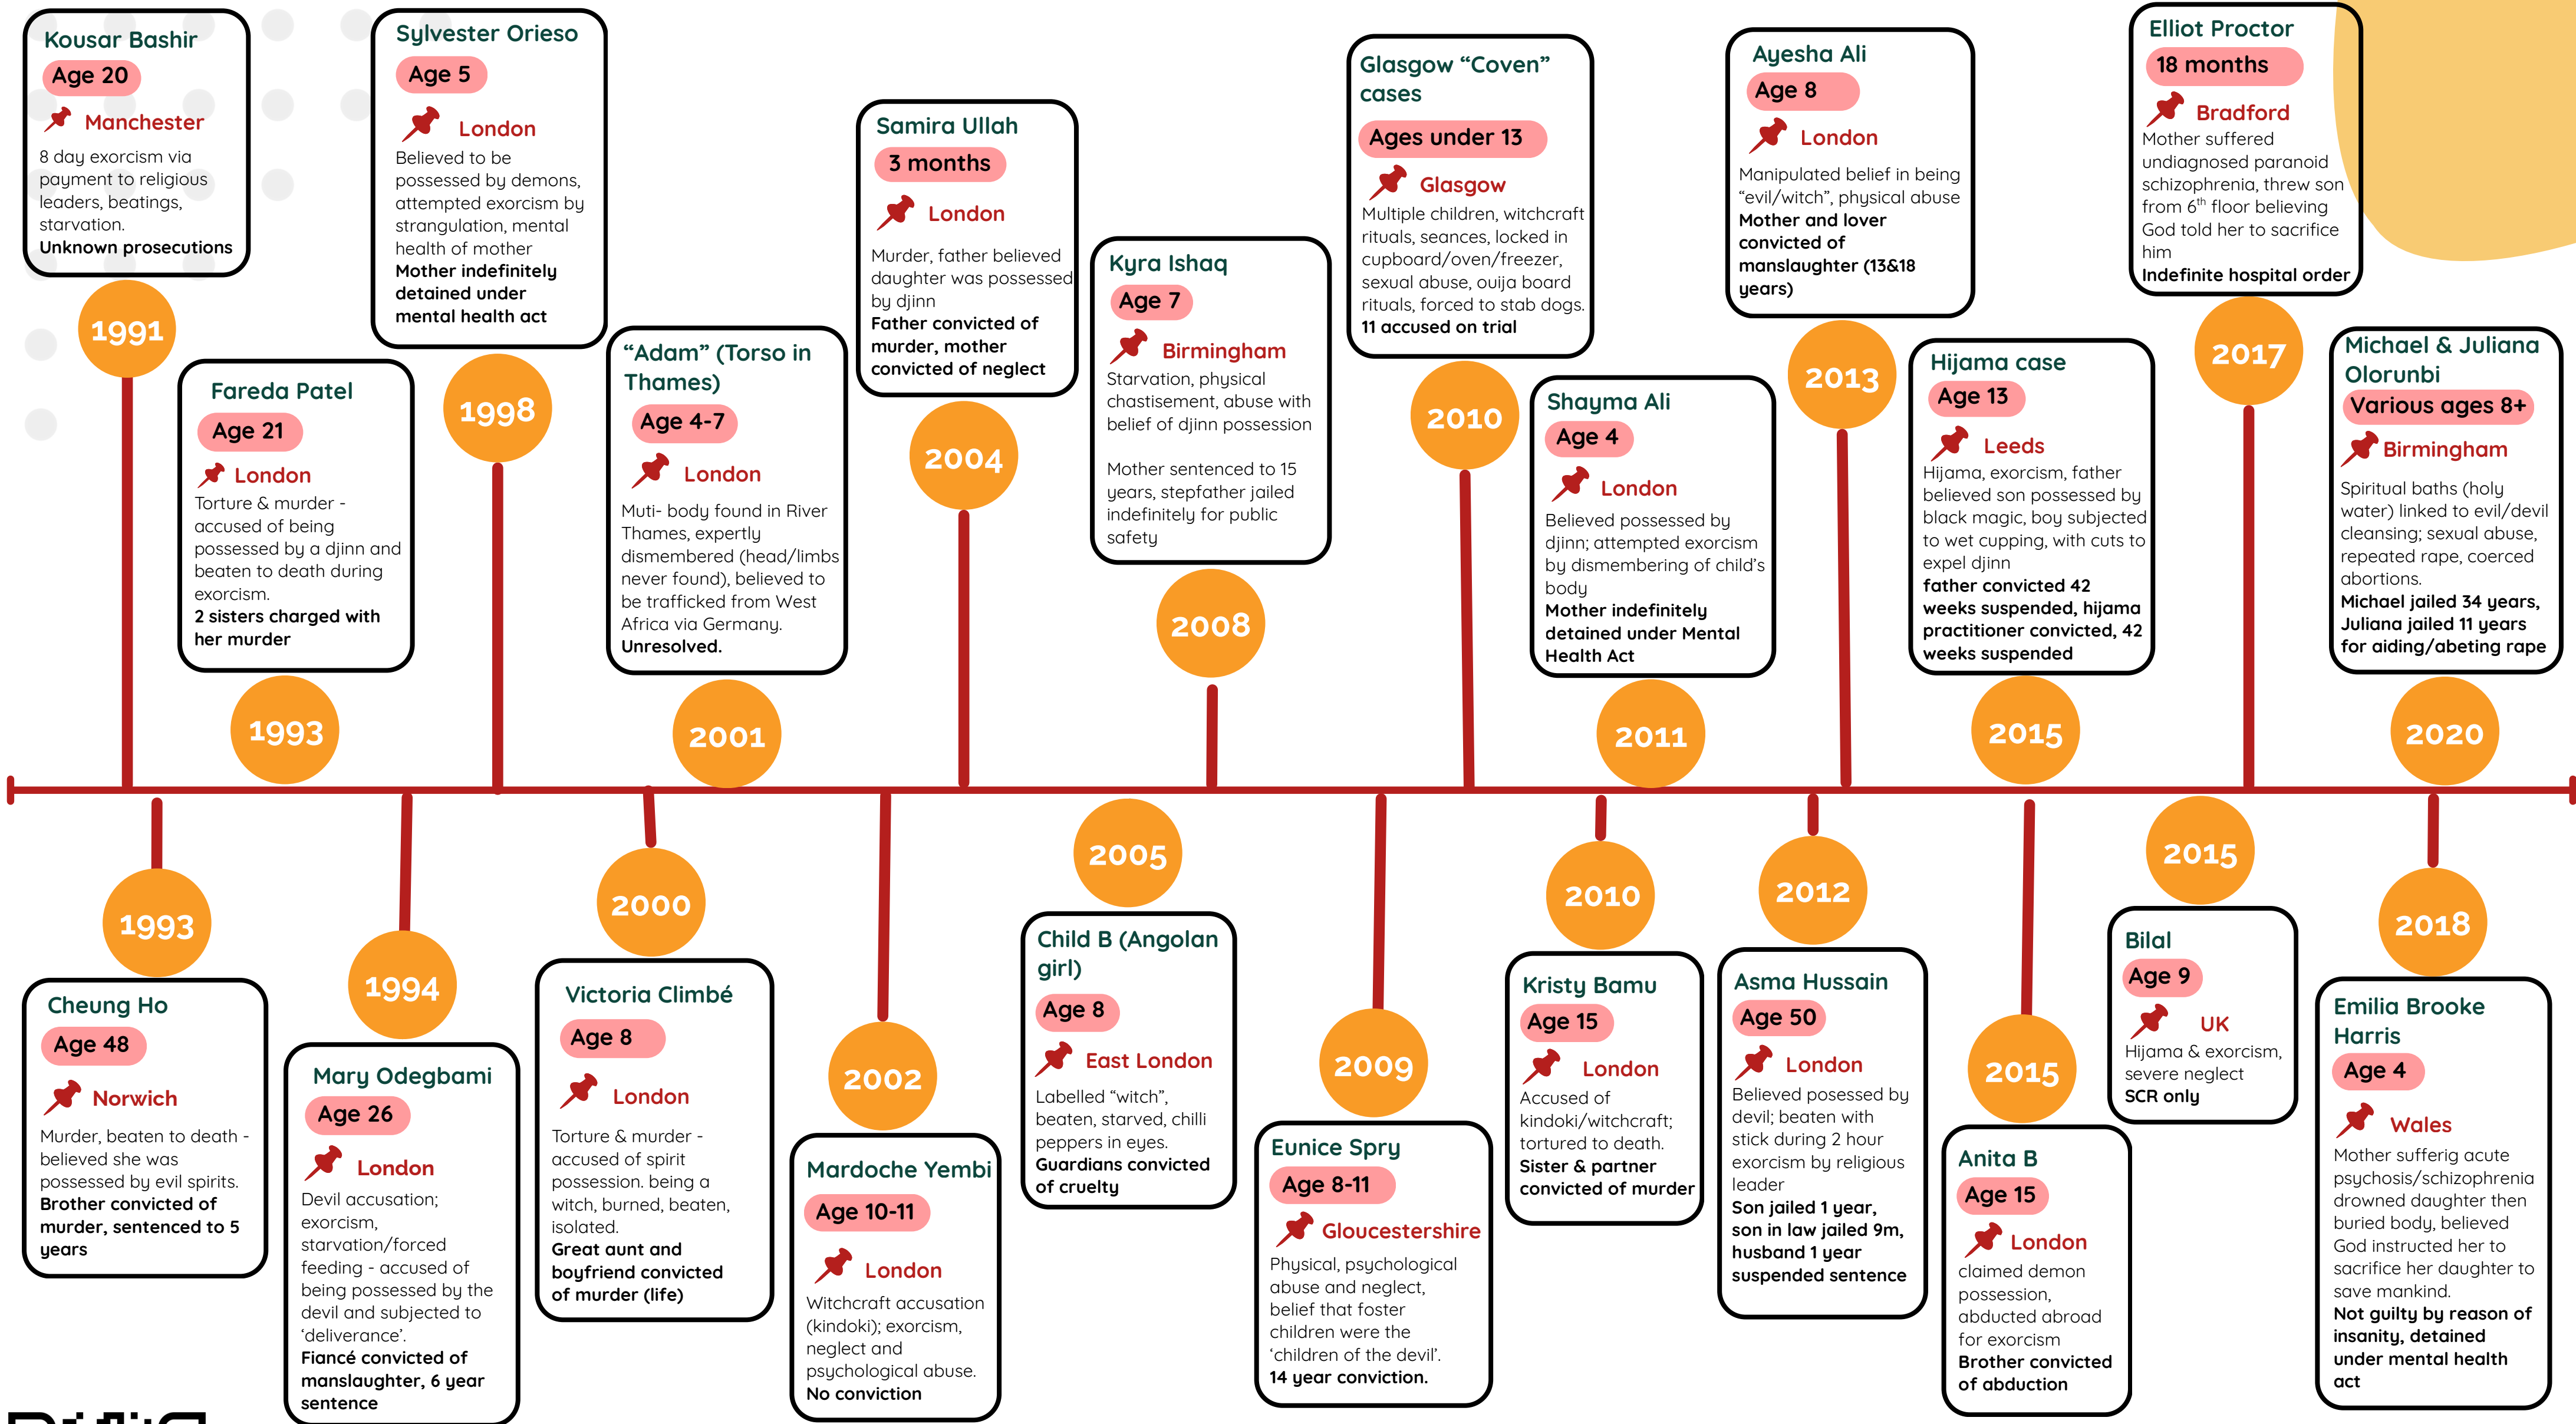 Kousar Bashir
Age 20
Manchester
8 day exorcism via
payment to religious
leaders, beatings,
starvation.
Unknown prosecutions
1991
Fareda Patel
Age 21
London
Torture & murder -
accused of being
possessed by a djinn and
beaten to death during
exorcism.
2 sisters charged with
her murder
1993
Sylvester Orieso
Age 5
London
Believed to be
possessed by demons,
attempted exorcism by
strangulation, mental
health of mother
Mother indefinitely
detained under
mental health act
1998
“Adam” (Torso in
Thames)
Age 4-7
London
Muti- body found in River
Thames, expertly
dismembered (head/limbs
never found), believed to
be trafficked from West
Africa via Germany.
Unresolved.
2001
Samira Ullah
3 months
London
Murder, father believed
daughter was possessed
by djinn
Father convicted of
murder, mother
convicted of neglect
2004
Kyra Ishaq
Age 7
Birmingham
Starvation, physical
chastisement, abuse with
belief of djinn possession
Mother sentenced to 15
years, stepfather jailed
indefinitely for public
safety
2008
Glasgow “Coven”
cases
Ages under 13
Glasgow
Multiple children, witchcraft
rituals, seances, locked in
cupboard/oven/freezer,
sexual abuse, ouija board
rituals, forced to stab dogs.
11 accused on trial
2010
Shayma Ali
Age 4
London
Believed possessed by
djinn; attempted exorcism
by dismembering of child’s
body
Mother indefinitely
detained under Mental
Health Act
2011
Ayesha Ali
Age 8
London
Manipulated belief in being
“evil/witch”, physical abuse
Mother and lover
convicted of
manslaughter (13&18
years)
2013
Hijama case
Age 13
Leeds
Hijama, exorcism, father
believed son possessed by
black magic, boy subjected
to wet cupping, with cuts to
expel djinn
father convicted 42
weeks suspended, hijama
practitioner convicted, 42
weeks suspended
2015
Elliot Proctor
18 months
Bradford
Mother suffered
undiagnosed paranoid
schizophrenia, threw son
from 6th floor believing
God told her to sacrifice
him
Indefinite hospital order
2017
Michael & Juliana
Olorunbi
Various ages 8+
Birmingham
Spiritual baths (holy
water) linked to evil/devil
cleansing; sexual abuse,
repeated rape, coerced
abortions.
Michael jailed 34 years,
Juliana jailed 11 years
for aiding/abeting rape
2020
1993
Cheung Ho
Age 48
Norwich
Murder, beaten to death -
believed she was
possessed by evil spirits.
Brother convicted of
murder, sentenced to 5
years
1994
Mary Odegbami
Age 26
London
Devil accusation;
exorcism,
starvation/forced
feeding - accused of
being possessed by the
devil and subjected to
‘deliverance’.
Fiancé convicted of
manslaughter, 6 year
sentence
2000
Victoria Climbé
Age 8
London
Torture & murder -
accused of spirit
possession. being a
witch, burned, beaten,
isolated.
Great aunt and
boyfriend convicted
of murder (life)
2002
Mardoche Yembi
Age 10-11
London
Witchcraft accusation
(kindoki); exorcism,
neglect and
psychological abuse.
No conviction
2005
Child B (Angolan
girl)
Age 8
East London
Labelled “witch”,
beaten, starved, chilli
peppers in eyes.
Guardians convicted
of cruelty
2009
Eunice Spry
Age 8-11
Gloucestershire
Physical, psychological
abuse and neglect,
belief that foster
children were the
‘children of the devil’.
14 year conviction.
2010
Kristy Bamu
Age 15
London
Accused of
kindoki/witchcraft;
tortured to death.
Sister & partner
convicted of murder
2012
Asma Hussain
Age 50
London
Believed posessed by
devil; beaten with
stick during 2 hour
exorcism by religious
leader
Son jailed 1 year,
son in law jailed 9m,
husband 1 year
suspended sentence
2015
Anita B
Age 15
London
claimed demon
possession,
abducted abroad
for exorcism
Brother convicted
of abduction
2015
Bilal
Age 9
UK
Hijama & exorcism,
severe neglect
SCR only
2018
Emilia Brooke
Harris
Age 4
Wales
Mother sufferig acute
psychosis/schizophrenia
drowned daughter then
buried body, believed
God instructed her to
sacrifice her daughter to
save mankind.
Not guilty by reason of
insanity, detained
under mental health
act